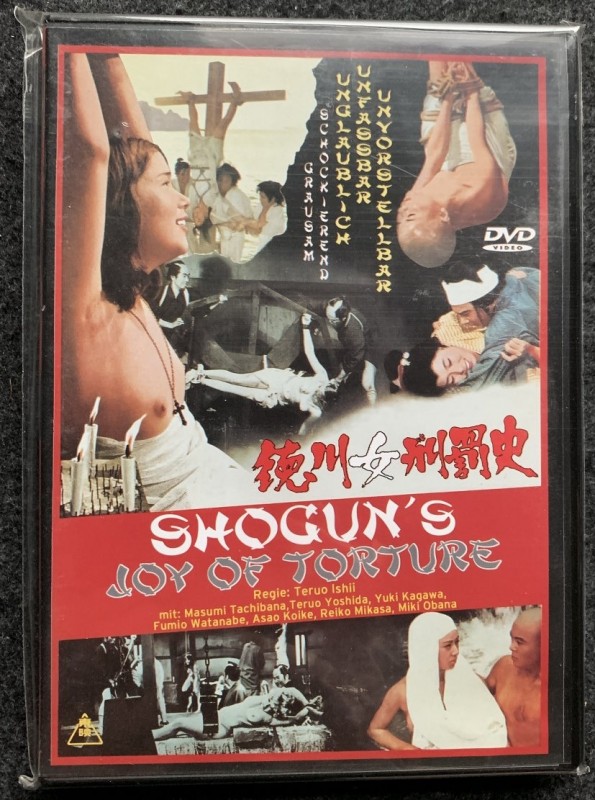 UNVORSTELLBAR
UNFASSBAR
UNGLAUBLICH
SCHOCKIEREND
GRAUSAM
DVD
VIDEO
徳川女刑罰史
SHOGUN'S
JOY OF TORTURE
Regie: Teruo Ishii
mit: Masumi Tachibana,Teruo Yoshida, Yuki Kagawa,
Fumio Watanabe, Asao Koike, Reiko Mikasa, Miki Obana